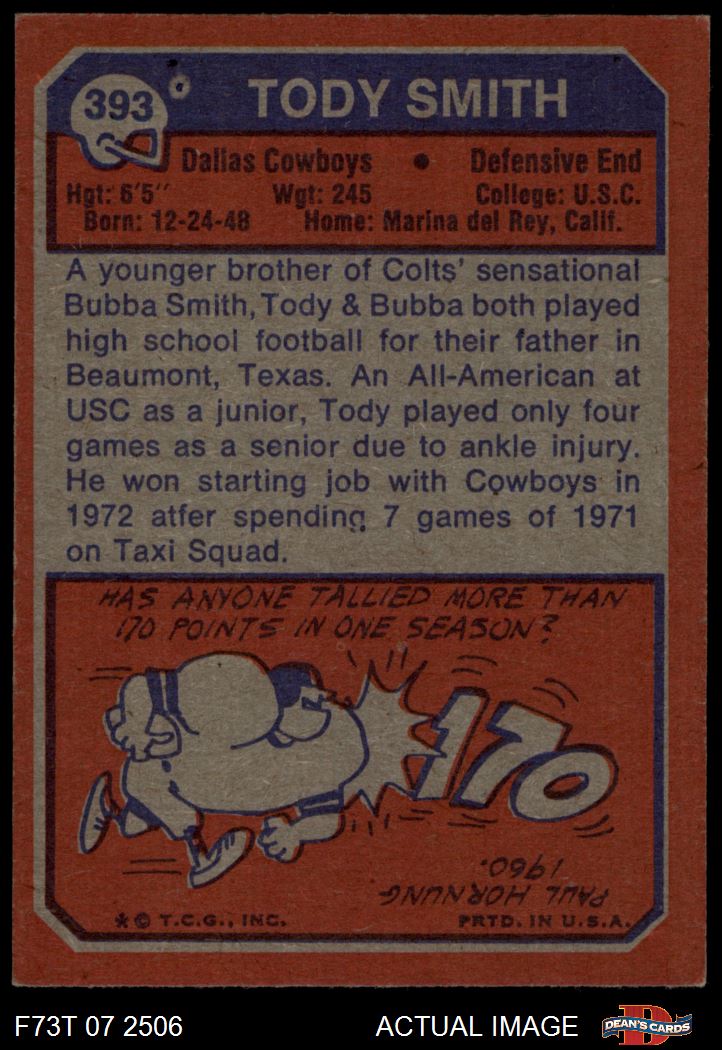 393
TODY SMITH
Dallas Cowboys • Defensive End
Hgt: 6'5" Wgt: 245 College: U.S.C.
Born: 12-24-48 Home: Marina del Rey, Calif.
A younger brother of Colts' sensational
Bubba Smith, Tody & Bubba both played
high school football for their father in
Beaumont, Texas. An All-American at
USC as a junior, Tody played only four
games as a senior due to ankle injury.
He won starting job with Cowboys in
1972 atfer spending 7 games of 1971
on Taxi Squad.
HAS ANYONE TALLIED MORE THAN
170 POINTS IN ONE SEASON?
170
PAUL HORNUNG
1960.
* © T.C.G., INC. PRTD. IN U.S.A.
F73T 07 2506 ACTUAL IMAGE D DEAN'S CARDS